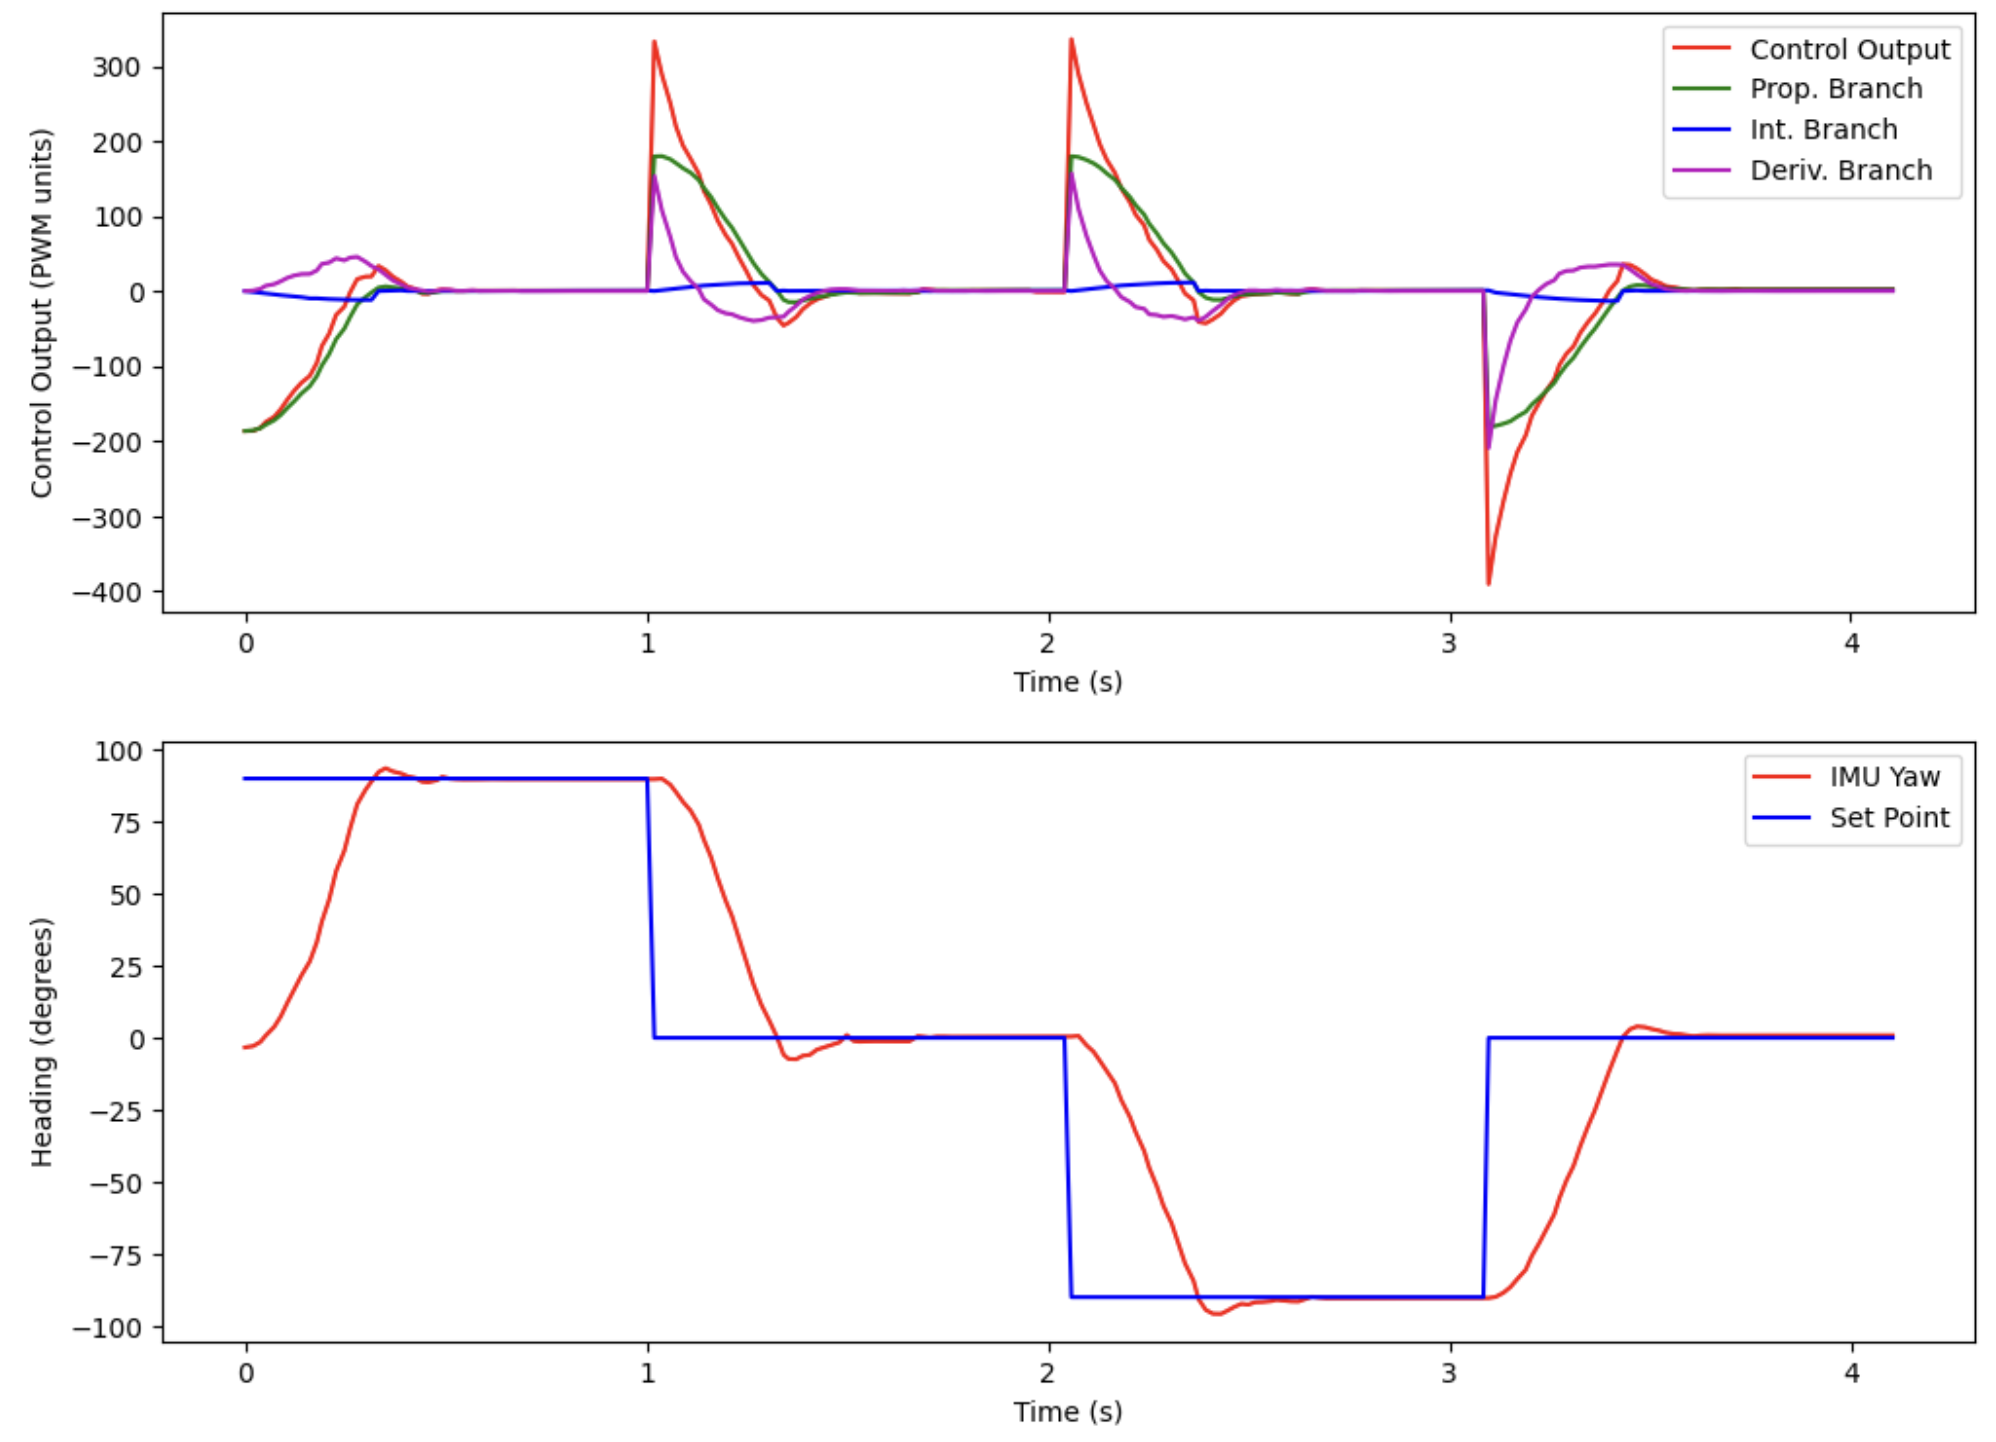 Control Output (PWM units)
300
200
100
0
−100
−200
−300
−400
Control Output
Prop. Branch
Int. Branch
Deriv. Branch
0 1 2 3 4
Time (s)
Heading (degrees)
100
75
50
25
0
−25
−50
−75
−100
IMU Yaw
Set Point
0 1 2 3 4
Time (s)